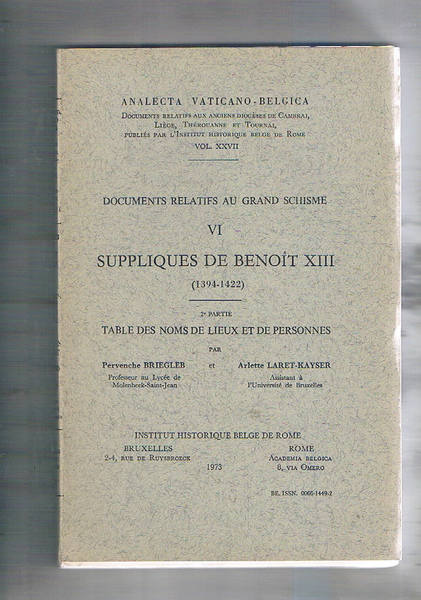 ANALECTA VATICANO-BELGICA
DOCUMENTS RELATIFS AUX ANCIENS DIOCÈSES DE CAMBRAI,
LIÈGE, THÉROUANNE ET TOURNAI,
PUBLIÉS PAR L'INSTITUT HISTORIQUE BELGE DE ROME
VOL. XXVII
DOCUMENTS RELATIFS AU GRAND SCHISME
VI
SUPPLIQUES DE BENOÎT XIII
(1394-1422)
2e PARTIE
TABLE DES NOMS DE LIEUX ET DE PERSONNES
PAR
Pervenche BRIEGLEB et Arlette LARET-KAYSER
Professeur au Lycée de Assistant à
Molenbeek-Saint-Jean l'Université de Bruxelles
INSTITUT HISTORIQUE BELGE DE ROME
BRUXELLES ROME
2-4, RUE DE RUYSBROECK ACADEMIA BELGICA
1973 8, VIA OMERO
BE. ISSN. 0066-1449-2